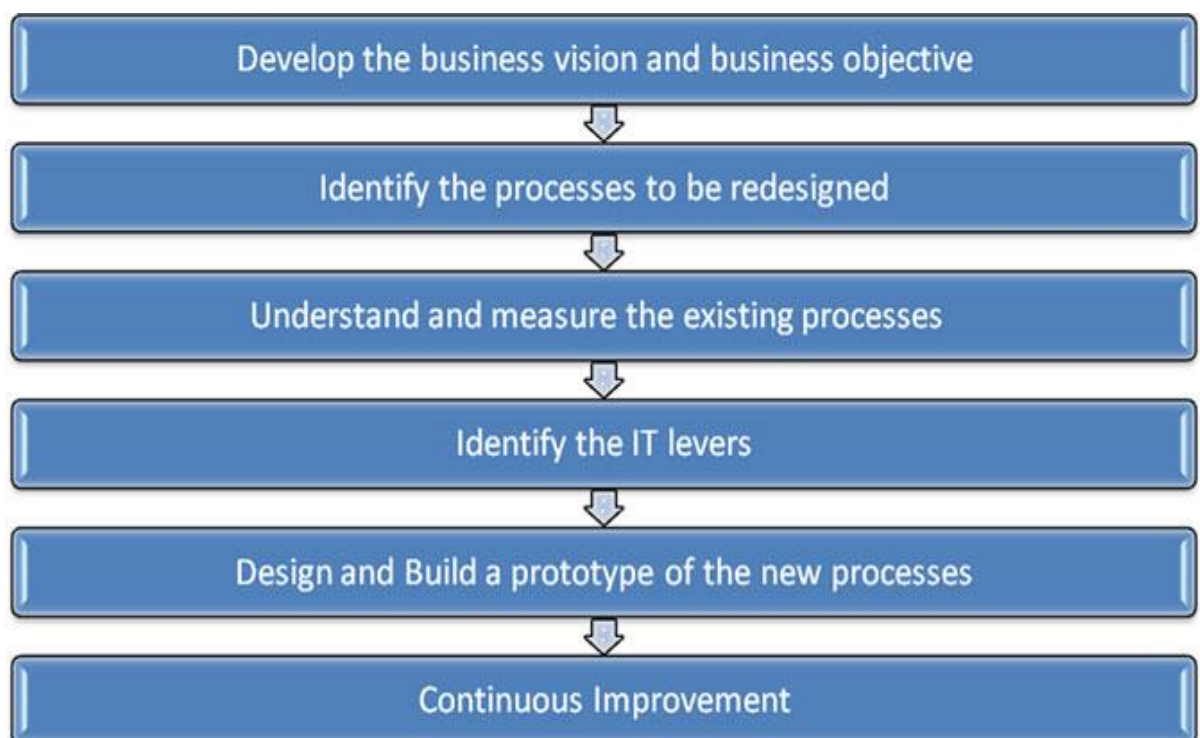 Develop the business vision and business objective
Identify the processes to be redesigned
Understand and measure the existing processes
Identify the IT levers
Design and Build a prototype of the new processes
Continuous Improvement